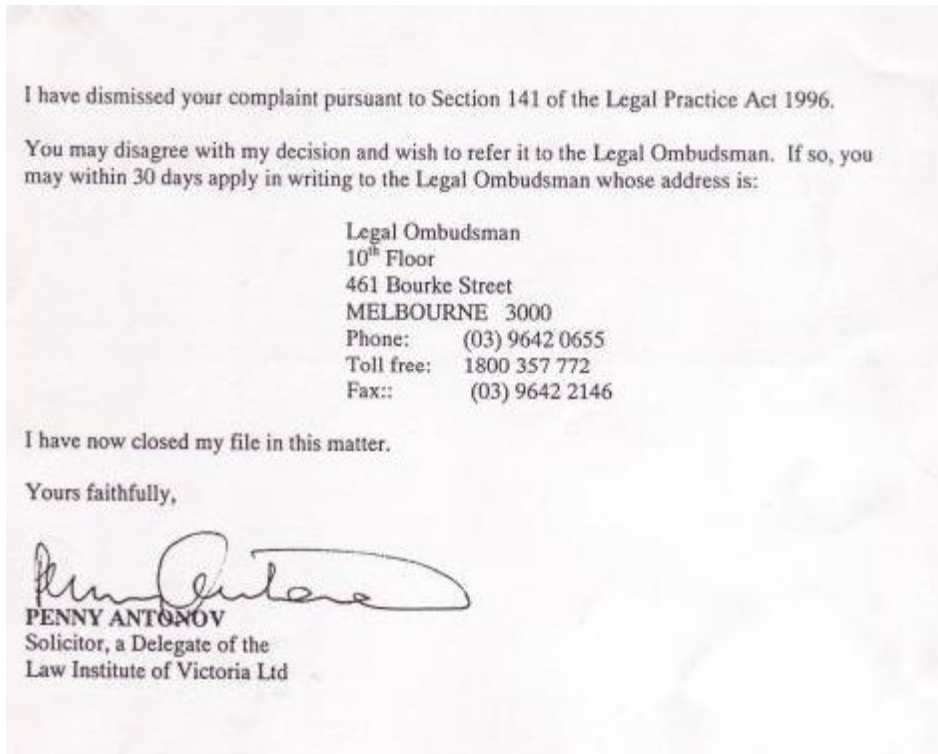 I have dismissed your complaint pursuant to Section 141 of the Legal Practice Act 1996.
You may disagree with my decision and wish to refer it to the Legal Ombudsman. If so, you
may within 30 days apply in writing to the Legal Ombudsman whose address is:
Legal Ombudsman
10th Floor
461 Bourke Street
MELBOURNE 3000
Phone: (03) 9642 0655
Toll free: 1800 357 772
Fax:: (03) 9642 2146
I have now closed my file in this matter.
Yours faithfully,
Penny Antonov
PENNY ANTONOV
Solicitor, a Delegate of the
Law Institute of Victoria Ltd